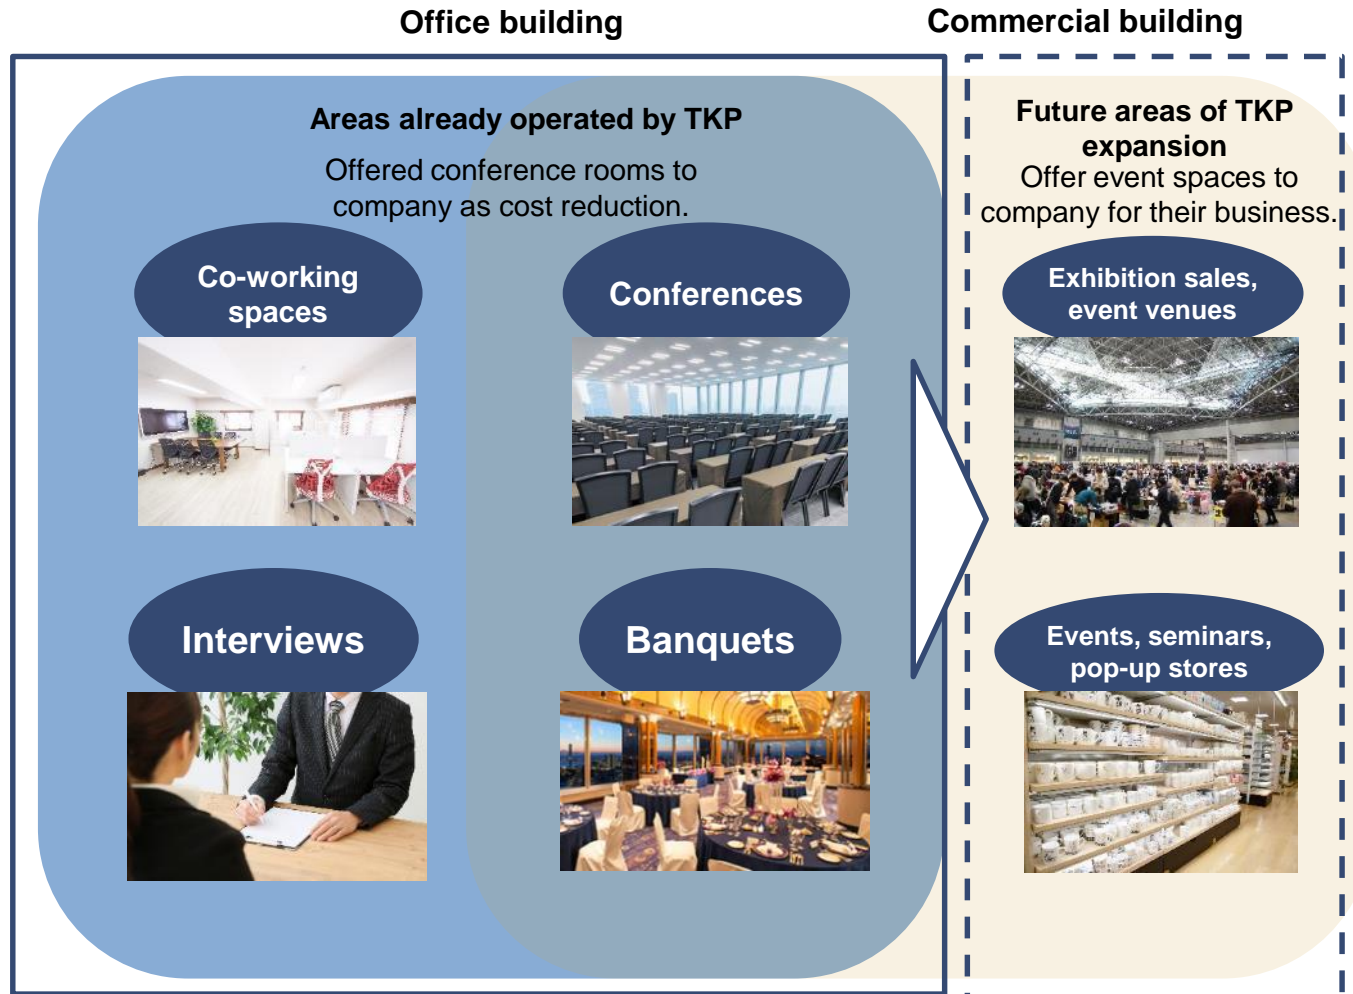 Office building
Commercial building
Areas already operated by TKP
Offered conference rooms to
company as cost reduction.
Future areas of TKP
expansion
Offer event spaces to
company for their business.
Co-working
spaces
Conferences
Exhibition sales,
event venues
Interviews
Banquets
Events, seminars,
pop-up stores